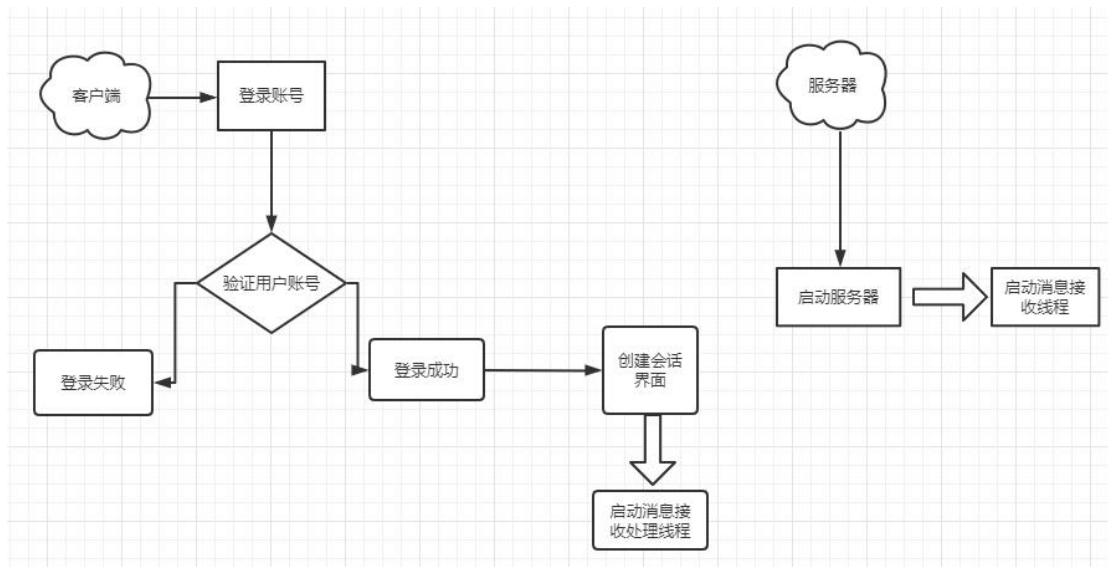 客户端
登录账号
验证用户账号
登录失败
登录成功
创建会话
界面
启动消息接
收处理线程
服务器
启动服务器
启动消息接
收线程